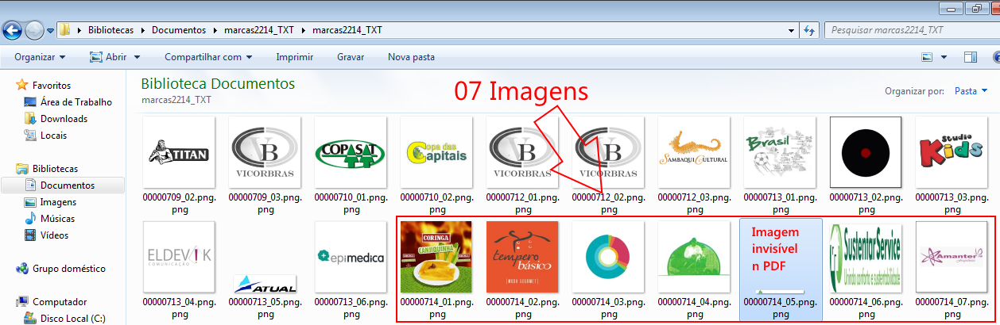 Bibliotecas Documentos marcas2214_TXT marcas2214_TXT
Pesquisar marcas2214_TXT
Organizar Abrir Compartilhar com Imprimir Gravar Nova pasta
Favoritos
Área de Trabalho
Downloads
Locais
Bibliotecas
Documentos
Imagens
Músicas
Vídeos
Grupo doméstico
Computador
Disco Local (C:)
Biblioteca Documentos
marcas2214_TXT
07 Imagens
Organizar por: Pasta
TITAN
VB
VICORBRAS
COPASAT
Copa das
Capitais
VB
VICORBRAS
VB
VICORBRAS
SAMBAQUI CULTURAL
Brasil
Studio
Kids
00000709_02.png.png
00000709_03.png.png
00000710_01.png.png
00000710_02.png.png
00000712_01.png.png
00000712_02.png.png
00000712_03.png.png
00000713_01.png.png
00000713_02.png.png
00000713_03.png.png
ELDEVIK
COMUNICAÇÃO
ATUAL
epimedica
CORINGA
CANJIQUINHA
CORINGA
tempero
básico
[MODA GOURMET]
Imagem
invisível
n PDF
Sustentar Service
Unindo conforto e sustentabilidade
Amanter
00000713_04.png.png
00000713_05.png.png
00000713_06.png.png
00000714_01.png.png
00000714_02.png.png
00000714_03.png.png
00000714_04.png.png
00000714_05.png.png
00000714_06.png.png
00000714_07.png.png